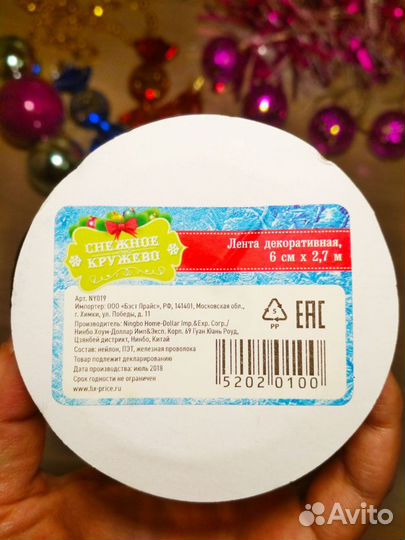 СНЕЖНОЕ
КРУЖЕВО
Лента декоративная,
6 см х 2,7 м
Арт. NY019
Импортер: ООО «Бэст Прайс», РФ, 141401, Московская обл.,
г. Химки, ул. Победы, д. 11
Производитель: Ningbo Home-Dollar Imp.&Exp. Corp./
Нинбо Хоум-Доллар Имп&Эксп. Корп. 69 Гуан Юань Роуд,
Цзянбей дистрикт, Нинбо, Китай
Состав: нейлон, ПЭТ, железная проволока
Товар подлежит декларированию
Дата производства: июль 2018
Срок годности не ограничен
www.fix-price.ru
5
PP
EAC
5202 0100
Avito